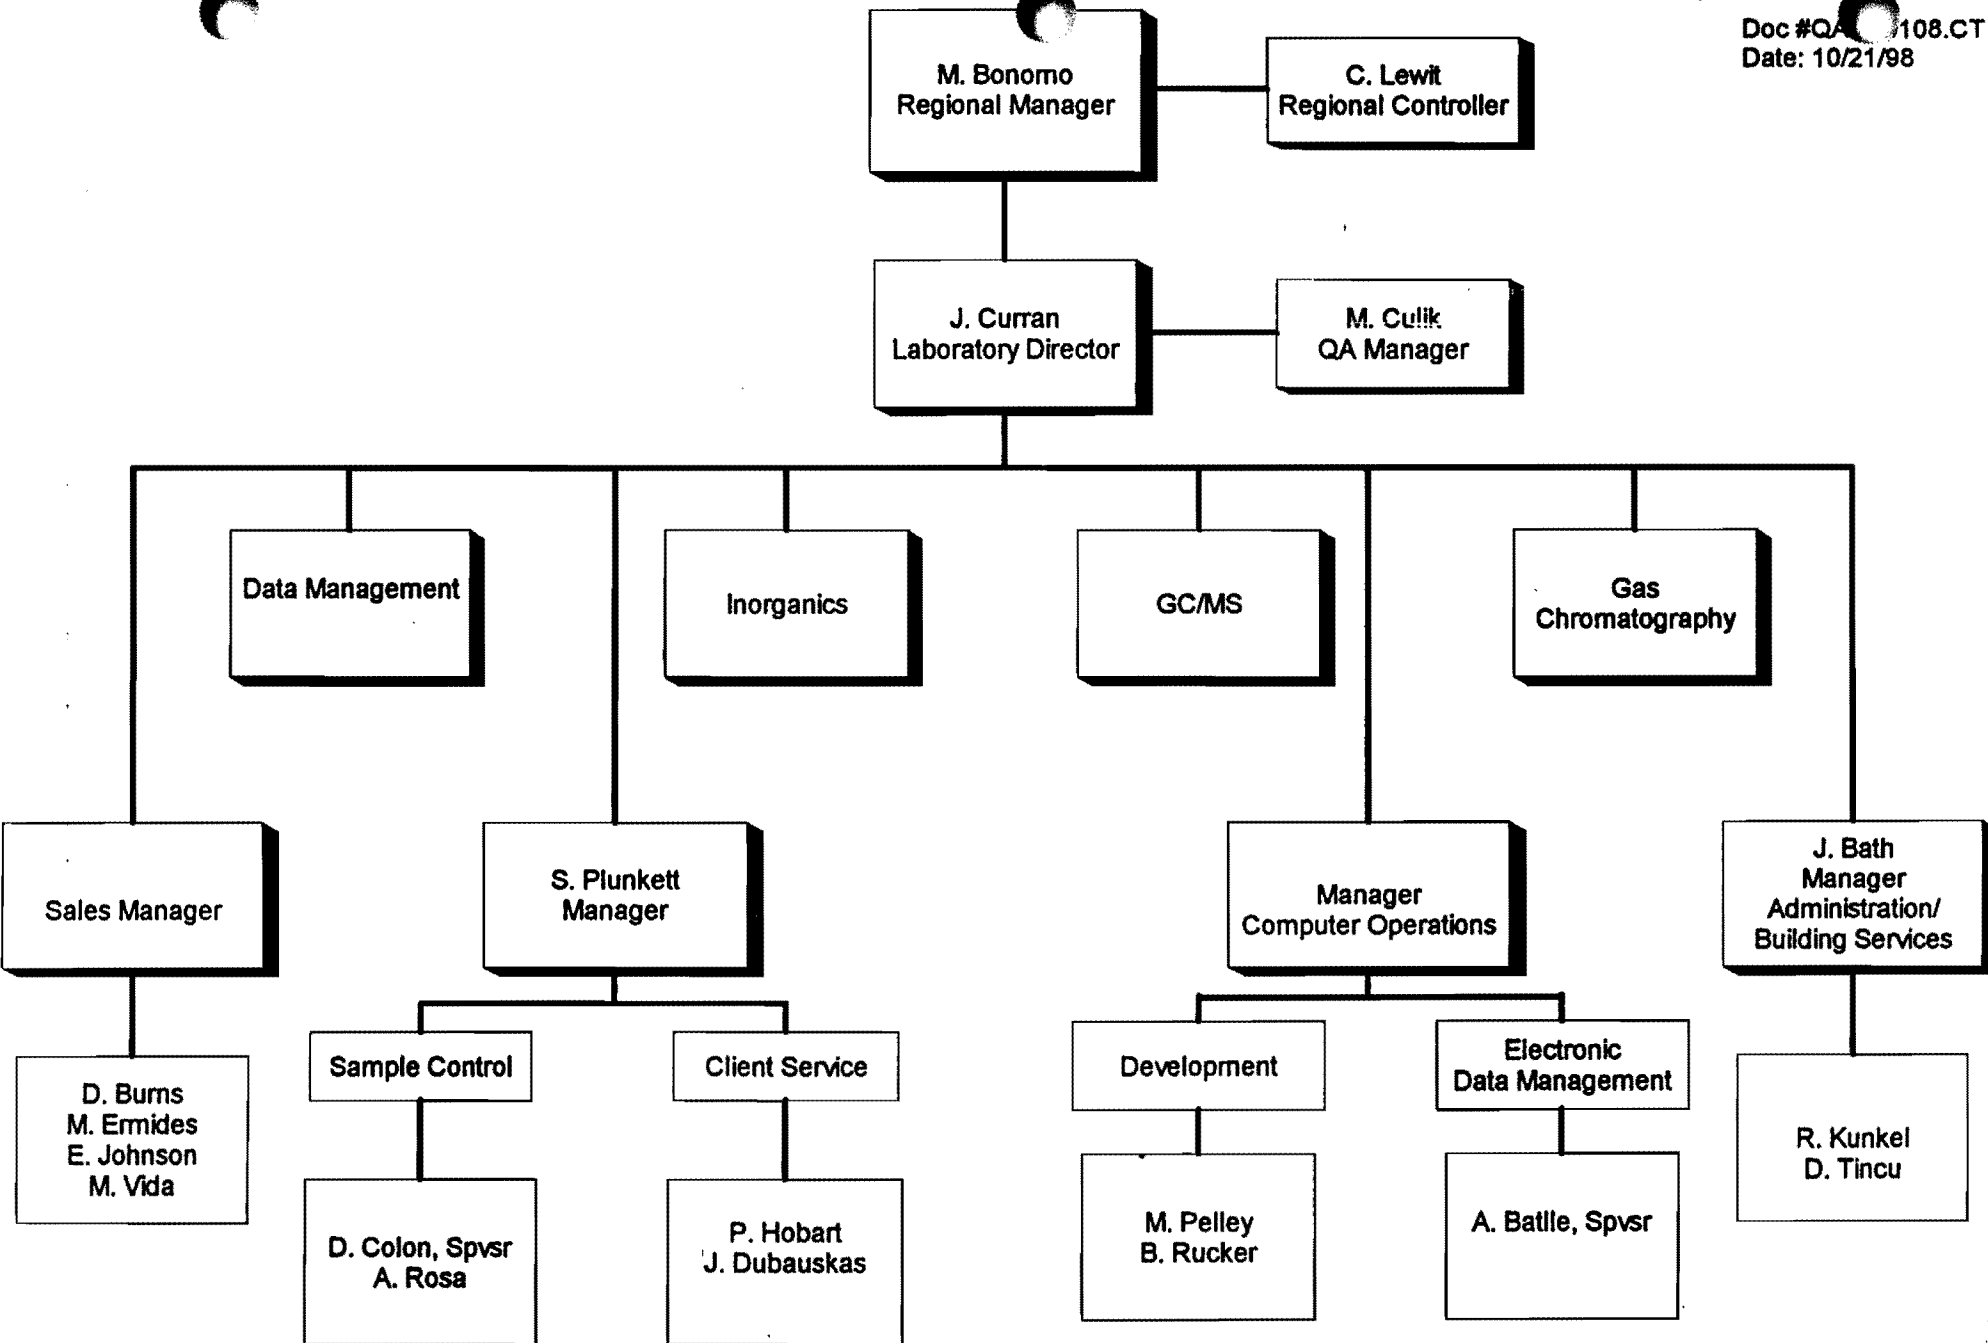 Doc #QA 108.CT
Date: 10/21/98
M. Bonomo
Regional Manager
C. Lewit
Regional Controller
J. Curran
Laboratory Director
M. Culik
QA Manager
Data Management
Inorganics
GC/MS
Gas
Chromatography
Sales Manager
S. Plunkett
Manager
Manager
Computer Operations
J. Bath
Manager
Administration/
Building Services
Sample Control
Client Service
Development
Electronic
Data Management
D. Burns
M. Ermides
E. Johnson
M. Vida
D. Colon, Spvsr
A. Rosa
P. Hobart
J. Dubauskas
M. Pelley
B. Rucker
A. Batlle, Spvsr
R. Kunkel
D. Tincu